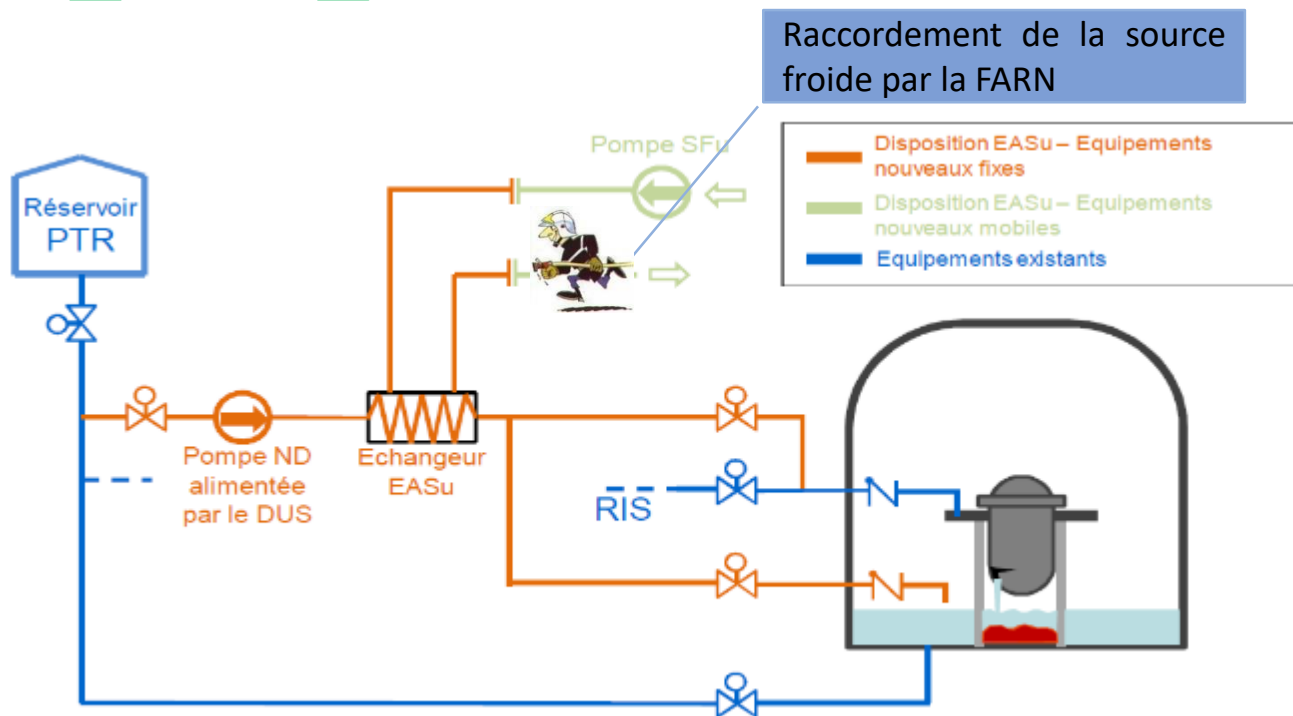 Raccordement de la source
froide par la FARN
Pompe SFu
Disposition EASu – Equipements
nouveaux fixes
Disposition EASu – Equipements
nouveaux mobiles
Equipements existants
Réservoir
PTR
Pompe ND
alimentée
par le DUS
Echangeur
EASu
RIS